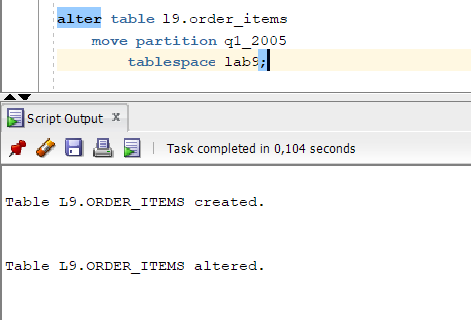 alter table l9.order_items
move partition q1_2005
tablespace lab9;
Script Output x
Task completed in 0,104 seconds
Table L9.ORDER_ITEMS created.
Table L9.ORDER_ITEMS altered.